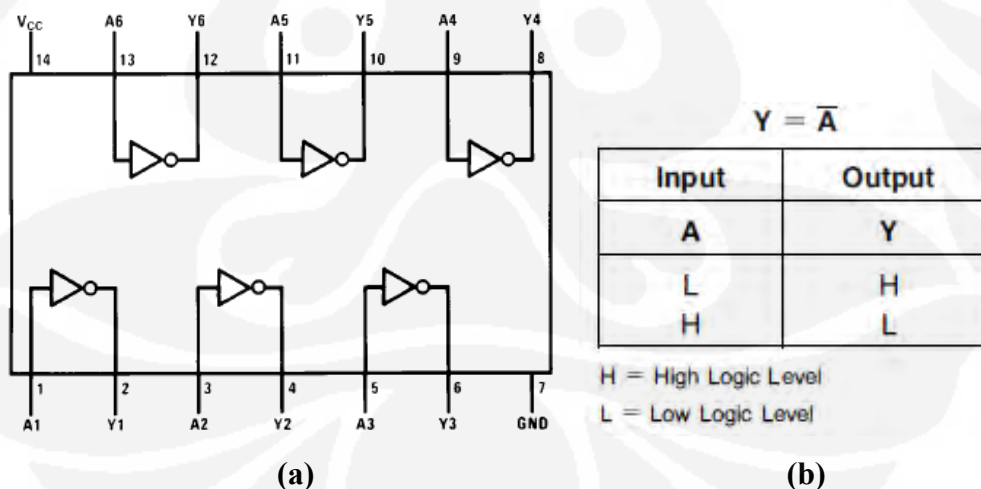 VCC A6 Y6 A5 Y5 A4 Y4
14 13 12 11 10 9 8
1 2 3 4 5 6 7
A1 Y1 A2 Y2 A3 Y3 GND
(a)
Y = A̅
Input Output
A Y
L H
H L
H = High Logic Level
L = Low Logic Level
(b)